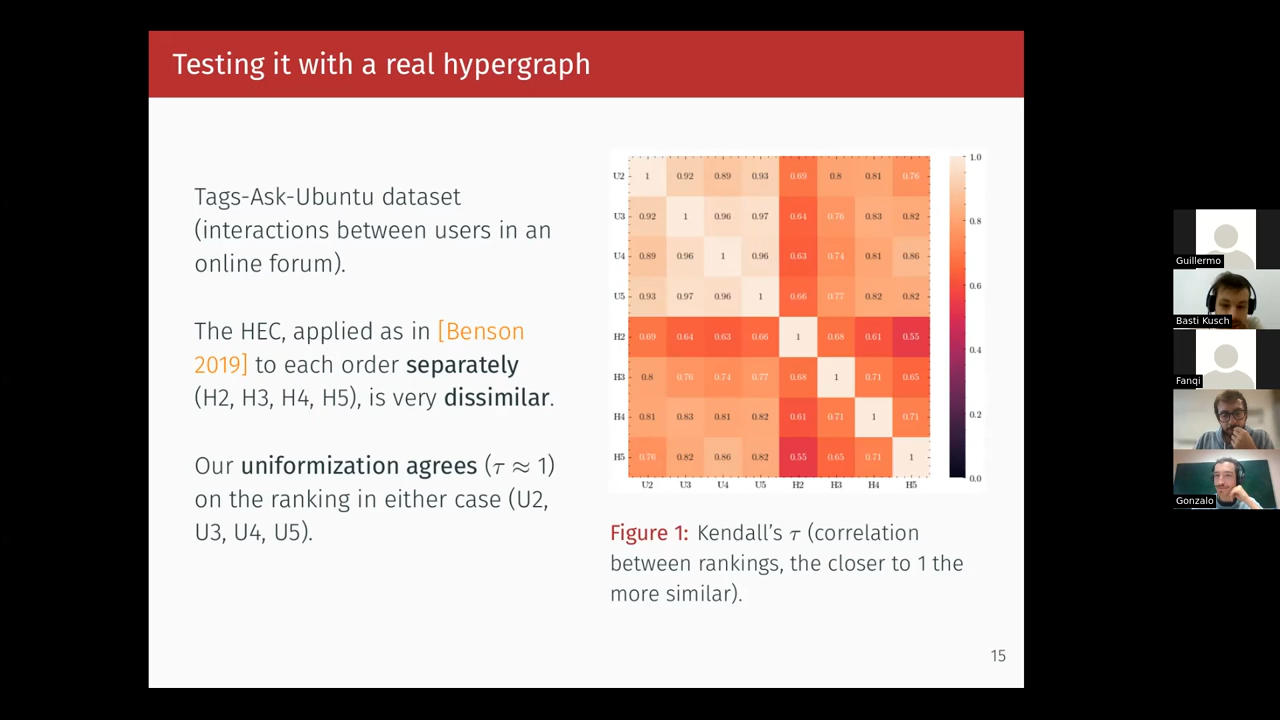 Testing it with a real hypergraph
Tags-Ask-Ubuntu dataset
(interactions between users in an
online forum).
The HEC, applied as in [Benson
2019] to each order separately
(H2, H3, H4, H5), is very dissimilar.
Our uniformization agrees (τ ≈ 1)
on the ranking in either case (U2,
U3, U4, U5).
U2 1 0.92 0.89 0.93 0.69 0.8 0.81 0.76
U3 0.92 1 0.96 0.97 0.64 0.76 0.83 0.82
U4 0.89 0.96 1 0.96 0.63 0.74 0.81 0.86
U5 0.93 0.97 0.96 1 0.66 0.77 0.82 0.82
H2 0.69 0.64 0.63 0.66 1 0.68 0.61 0.55
H3 0.8 0.76 0.74 0.77 0.68 1 0.71 0.65
H4 0.81 0.83 0.81 0.82 0.61 0.71 1 0.71
H5 0.76 0.82 0.86 0.82 0.55 0.65 0.71 1
U2 U3 U4 U5 H2 H3 H4 H5
1.0
0.8
0.6
0.4
0.2
0.0
Figure 1: Kendall's τ (correlation
between rankings, the closer to 1 the
more similar).
15
Guillermo
Basti Kusch
Fanqi
Gonzalo